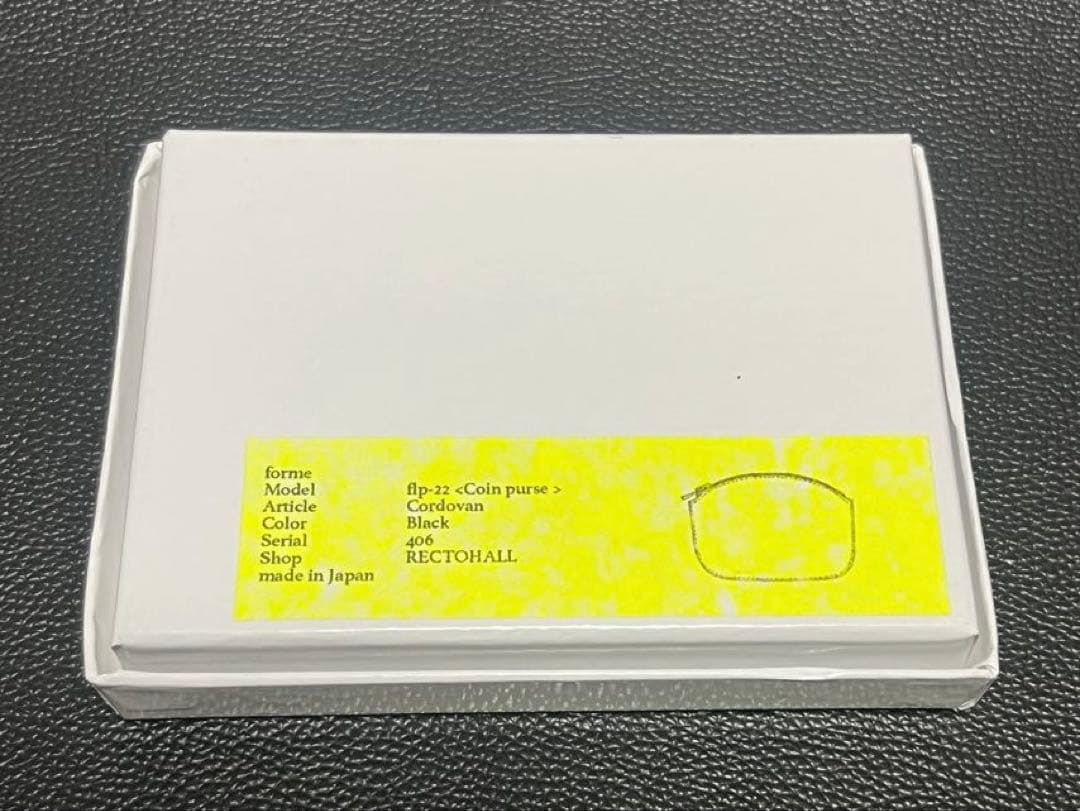 forme
Model flp-22 <Coin purse >
Article Cordovan
Color Black
Serial 406
Shop RECTOHALL
made in Japan